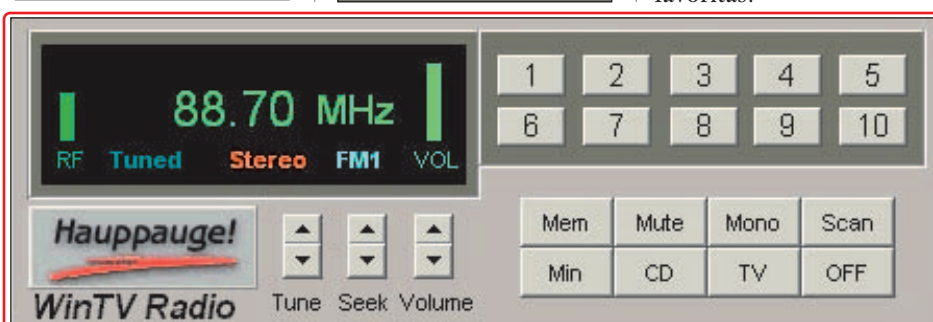 favoritas.
88.70 MHz
RF Tuned Stereo FM1 VOL
1 2 3 4 5
6 7 8 9 10
Hauppauge!
WinTV Radio
Tune Seek Volume
Mem Mute Mono Scan
Min CD TV OFF